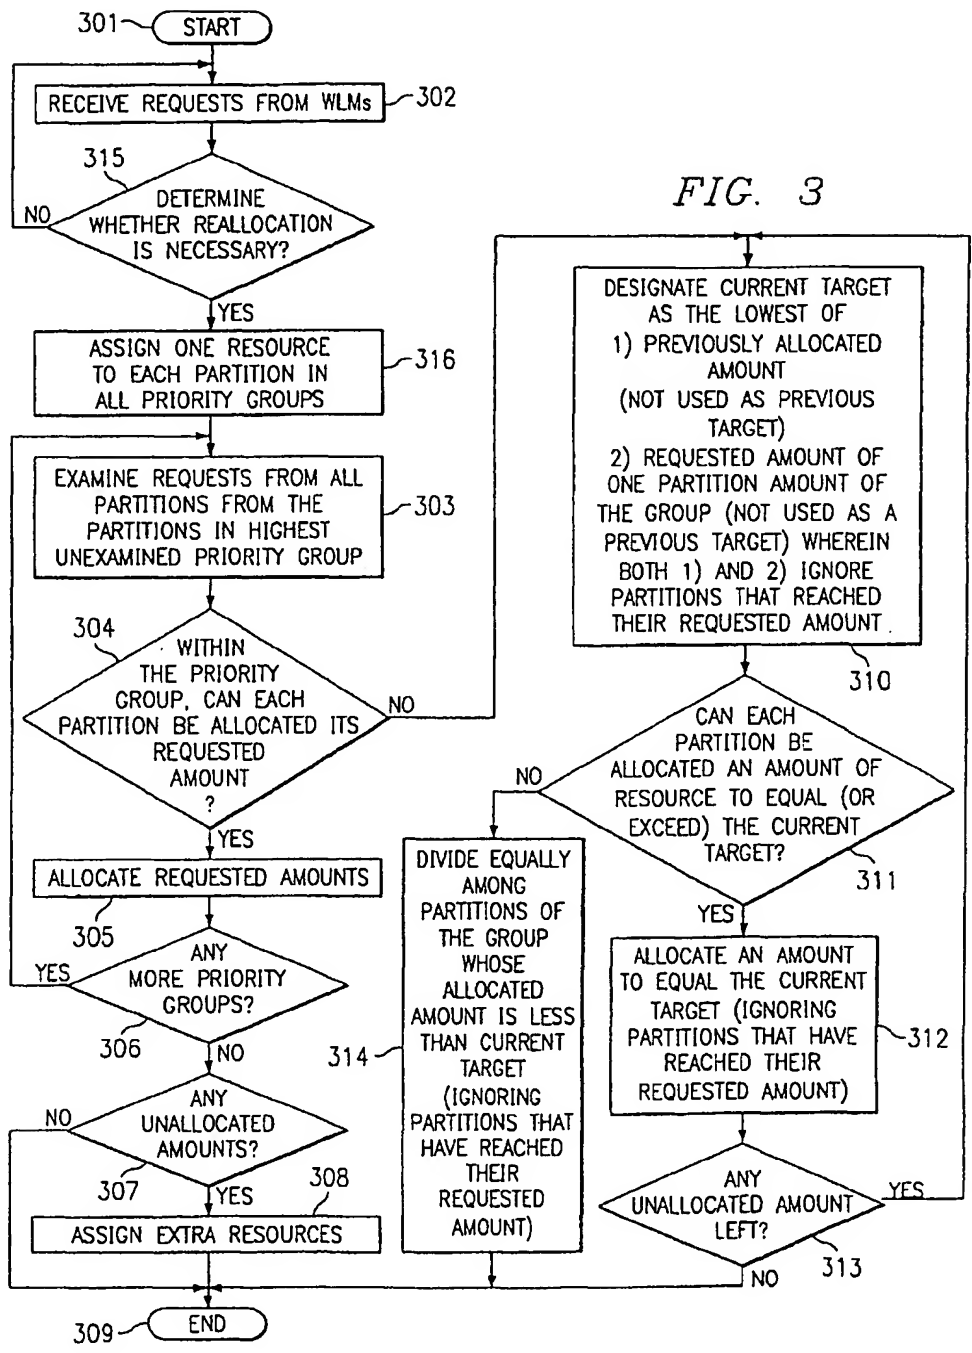 301
START
RECEIVE REQUESTS FROM WLMs
302
315
DETERMINE
WHETHER REALLOCATION
IS NECESSARY?
NO
YES
ASSIGN ONE RESOURCE
TO EACH PARTITION IN
ALL PRIORITY GROUPS
316
EXAMINE REQUESTS FROM ALL
PARTITIONS FROM THE
PARTITIONS IN HIGHEST
UNEXAMINED PRIORITY GROUP
303
304
WITHIN
THE PRIORITY
GROUP, CAN EACH
PARTITION BE ALLOCATED ITS
REQUESTED
AMOUNT
?
NO
YES
ALLOCATE REQUESTED AMOUNTS
305
ANY
MORE PRIORITY
GROUPS?
YES
306
NO
ANY
UNALLOCATED
AMOUNTS?
NO
307
YES
308
ASSIGN EXTRA RESOURCES
END
309
FIG. 3
DESIGNATE CURRENT TARGET
AS THE LOWEST OF
1) PREVIOUSLY ALLOCATED
AMOUNT
(NOT USED AS PREVIOUS
TARGET)
2) REQUESTED AMOUNT OF
ONE PARTITION AMOUNT OF
THE GROUP (NOT USED AS A
PREVIOUS TARGET) WHEREIN
BOTH 1) AND 2) IGNORE
PARTITIONS THAT REACHED
THEIR REQUESTED AMOUNT
310
CAN EACH
PARTITION BE
ALLOCATED AN AMOUNT OF
RESOURCE TO EQUAL (OR
EXCEED) THE CURRENT
TARGET?
NO
311
YES
DIVIDE EQUALLY
AMONG
PARTITIONS OF
THE GROUP
WHOSE
ALLOCATED
AMOUNT IS LESS
THAN CURRENT
TARGET
(IGNORING
PARTITIONS THAT
HAVE REACHED
THEIR
REQUESTED
AMOUNT)
314
ALLOCATE AN AMOUNT
TO EQUAL THE CURRENT
TARGET (IGNORING
PARTITIONS THAT HAVE
REACHED THEIR
REQUESTED AMOUNT)
312
ANY
UNALLOCATED AMOUNT
LEFT?
YES
313
NO